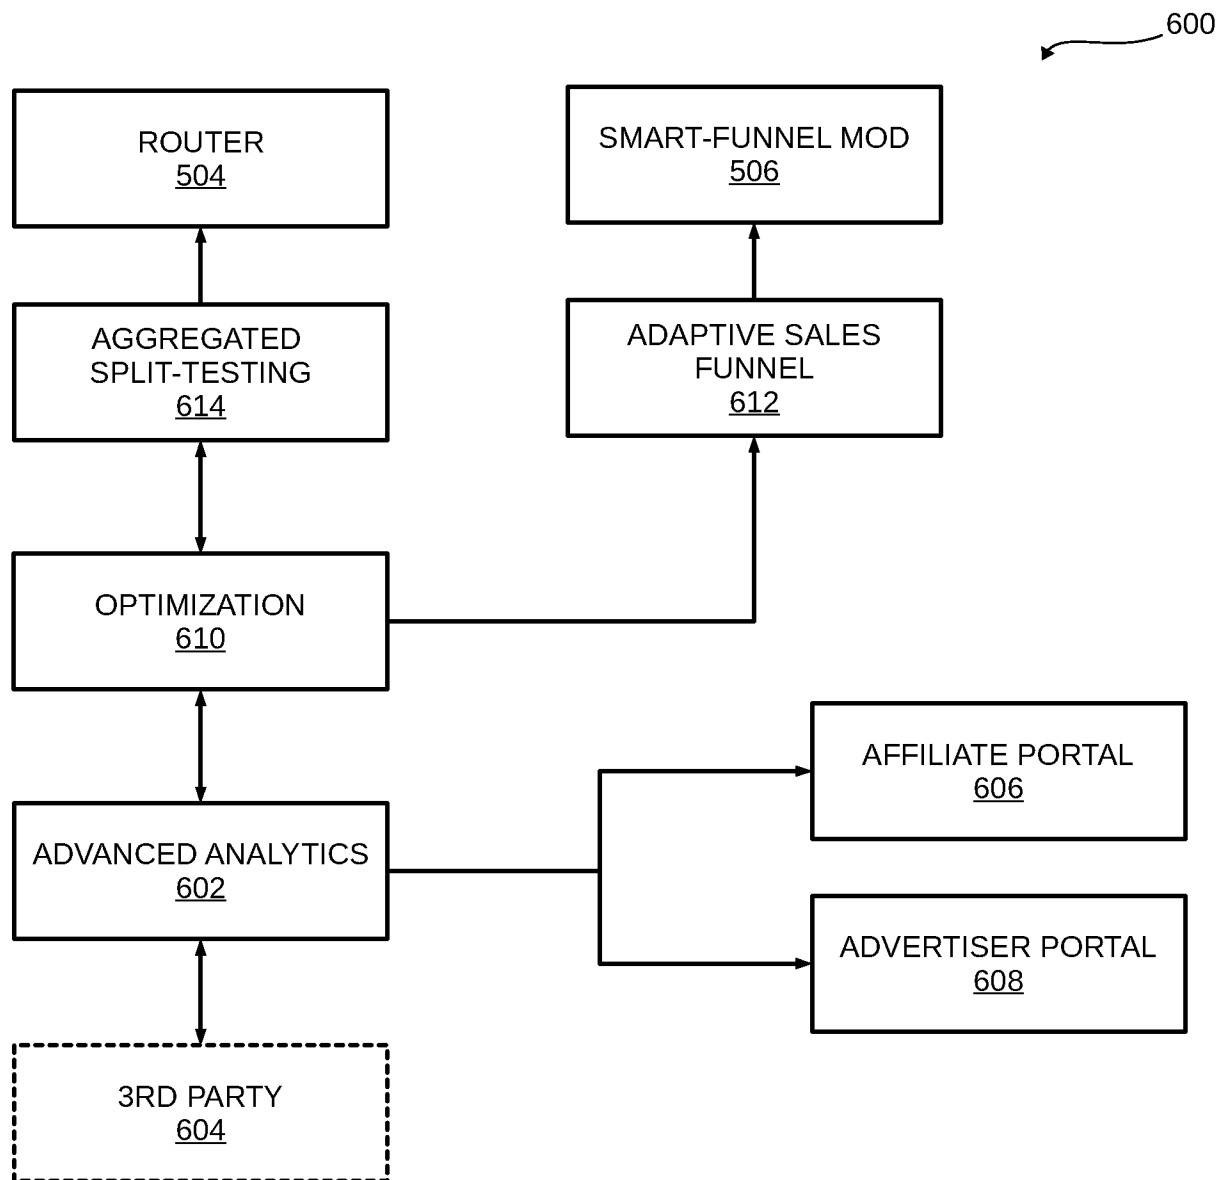 600
ROUTER
504
SMART-FUNNEL MOD
506
AGGREGATED
SPLIT-TESTING
614
ADAPTIVE SALES
FUNNEL
612
OPTIMIZATION
610
AFFILIATE PORTAL
606
ADVANCED ANALYTICS
602
ADVERTISER PORTAL
608
3RD PARTY
604